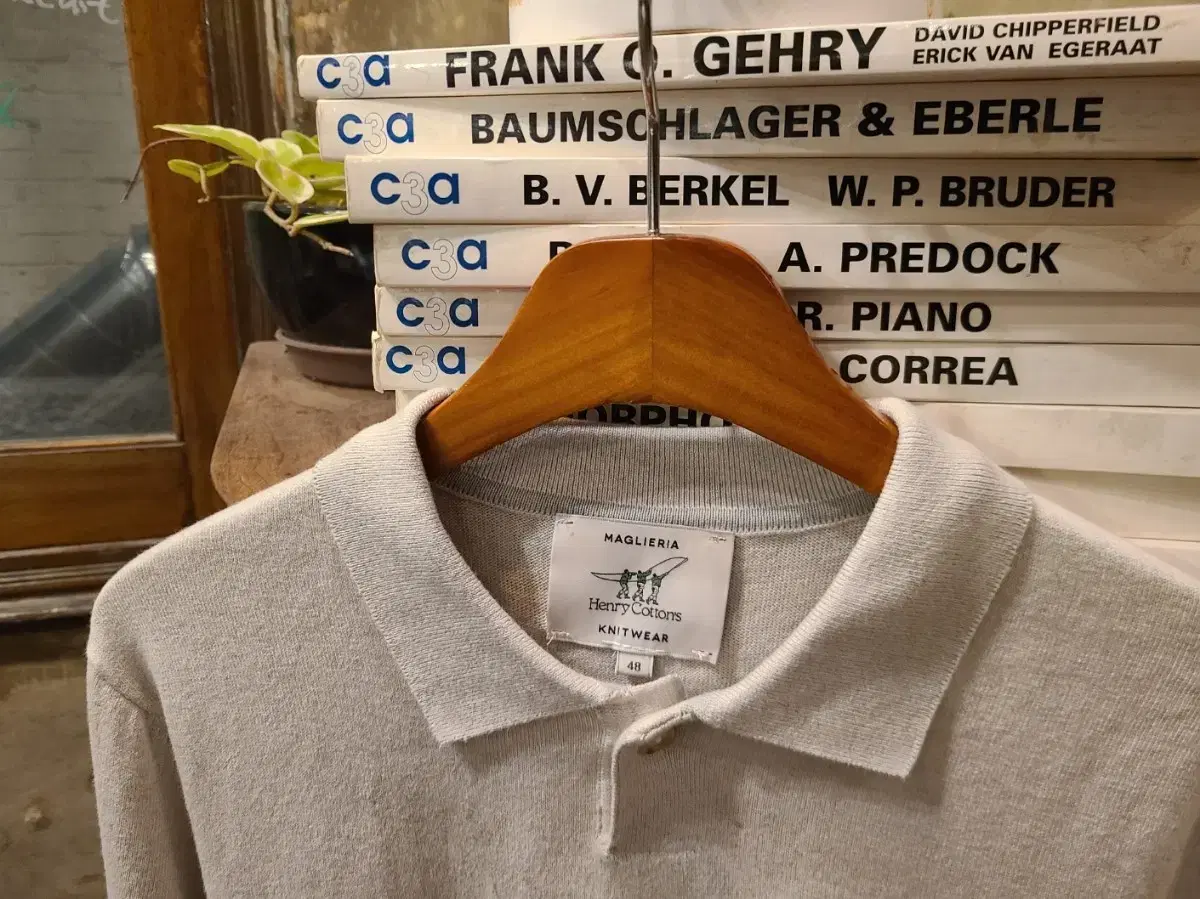 c3a FRANK O. GEHRY DAVID CHIPPERFIELD
ERICK VAN EGERAAT
c3a BAUMSCHLAGER & EBERLE
c3a B. V. BERKEL W. P. BRUDER
c3a A. PREDOCK
c3a R. PIANO
c3a CORREA
MAGLIERIA
Henry Cotton's
KNITWEAR
48